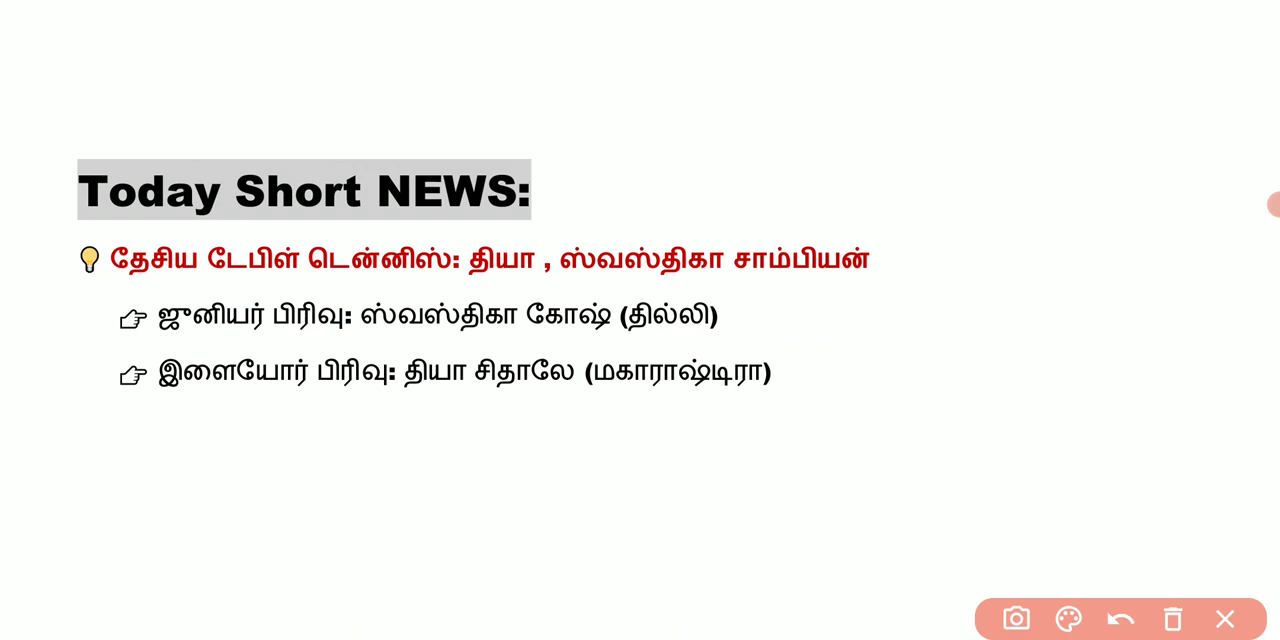 Today Short NEWS:
தேசிய டேபிள் டென்னிஸ்: தியா , ஸ்வஸ்திகா சாம்பியன்
ஜுனியர் பிரிவு: ஸ்வஸ்திகா கோஷ் (தில்லி)
இளையோர் பிரிவு: தியா சிதாலே (மகாராஷ்டிரா)